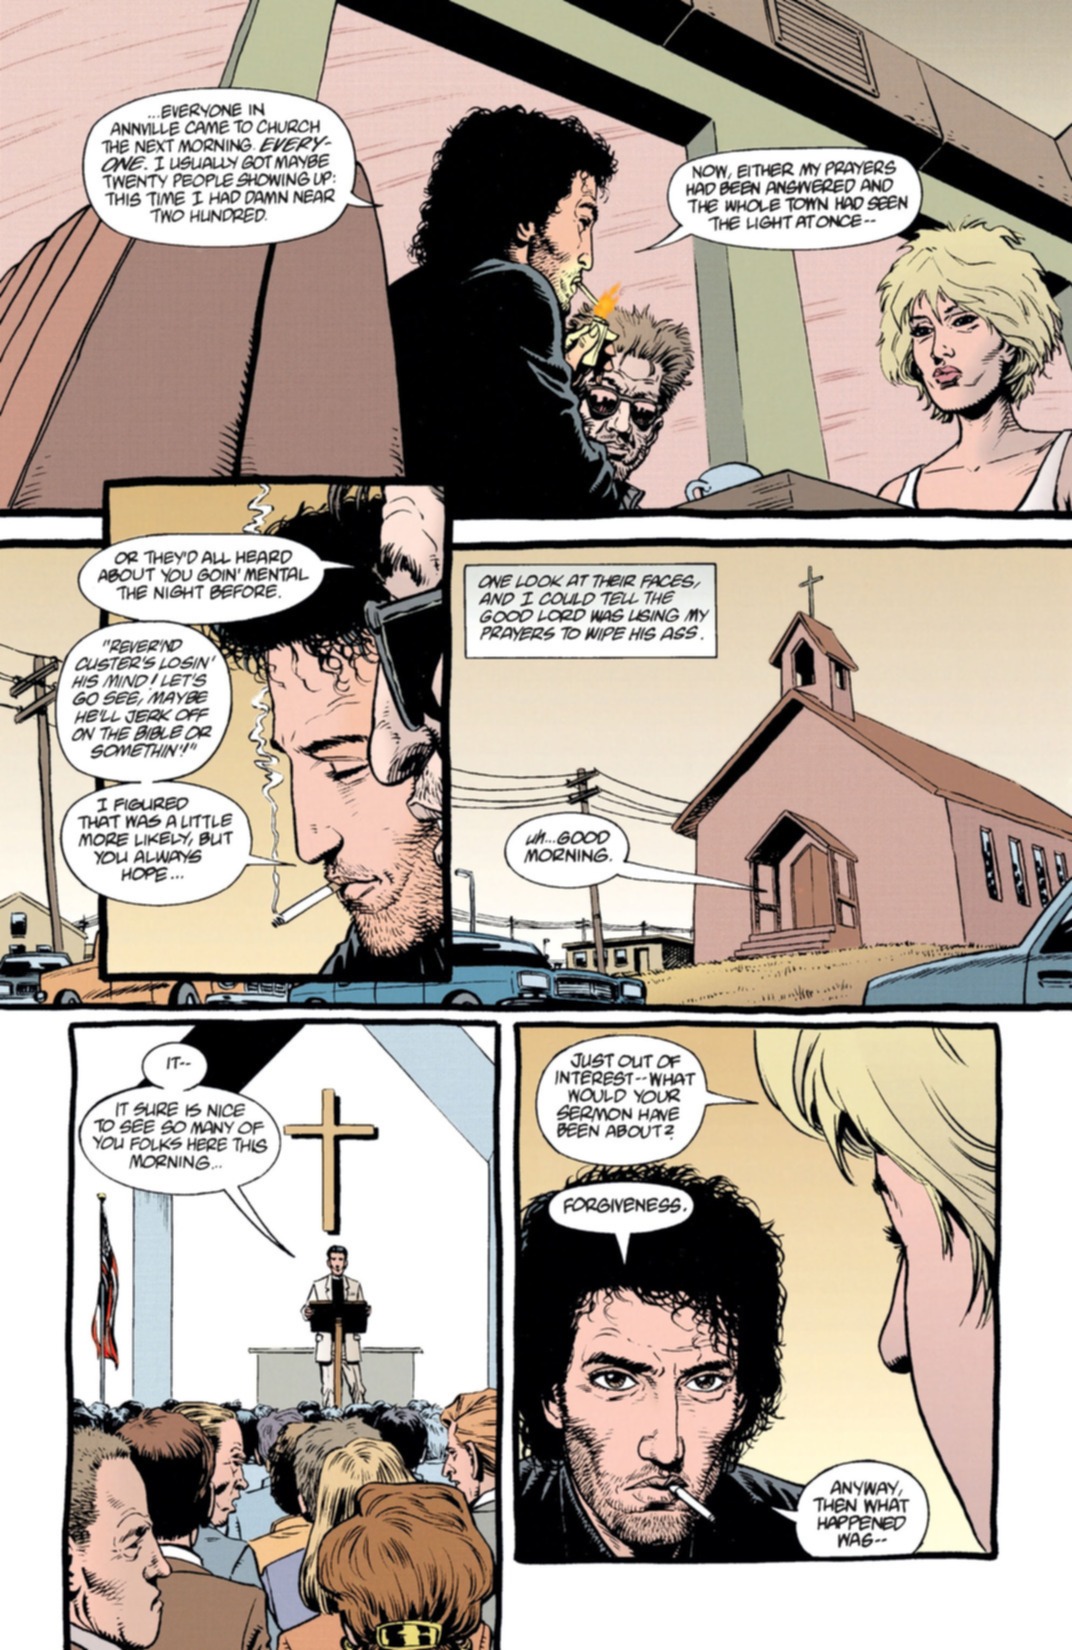 ...EVERYONE IN
ANNVILLE CAME TO CHURCH
THE NEXT MORNING. EVERY-
ONE. I USUALLY GOT MAYBE
TWENTY PEOPLE SHOWING UP:
THIS TIME I HAD DAMN NEAR
TWO HUNDRED.
NOW, EITHER MY PRAYERS
HAD BEEN ANSWERED AND
THE WHOLE TOWN HAD SEEN
THE LIGHT AT ONCE--
OR THEY'D ALL HEARD
ABOUT YOU GOIN' MENTAL
THE NIGHT BEFORE.
"REVER'ND
CUSTER'S LOSIN'
HIS MIND! LET'S
GO SEE, MAYBE
HE'LL JERK OFF
ON THE BIBLE OR
SOMETHIN'!"
I FIGURED
THAT WAS A LITTLE
MORE LIKELY, BUT
YOU ALWAYS
HOPE...
ONE LOOK AT THEIR FACES,
AND I COULD TELL THE
GOOD LORD WAS USING MY
PRAYERS TO WIPE HIS ASS.
UH...GOOD
MORNING.
IT--
IT SURE IS NICE
TO SEE SO MANY OF
YOU FOLKS HERE THIS
MORNING...
JUST OUT OF
INTEREST--WHAT
WOULD YOUR
SERMON HAVE
BEEN ABOUT?
FORGIVENESS.
ANYWAY,
THEN WHAT
HAPPENED
WAS--